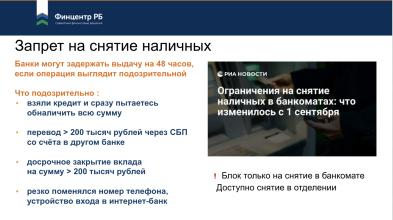 Финцентр РБ
Запрет на снятие наличных
Банки могут задержать выдачу на 48 часов,
если операция выглядит подозрительной
Что подозрительно :
• взяли кредит и сразу пытаетесь
обналичить всю сумму
• перевод > 200 тысяч рублей через СБП
со счёта в другом банке
• досрочное закрытие вклада
на сумму > 200 тысяч рублей
• резко поменялся номер телефона,
устройство входа в интернет-банк
РИА НОВОСТИ
Ограничения на снятие
наличных в банкоматах: что
изменилось с 1 сентября
! Блок только на снятие в банкомате
Доступно снятие в отделении